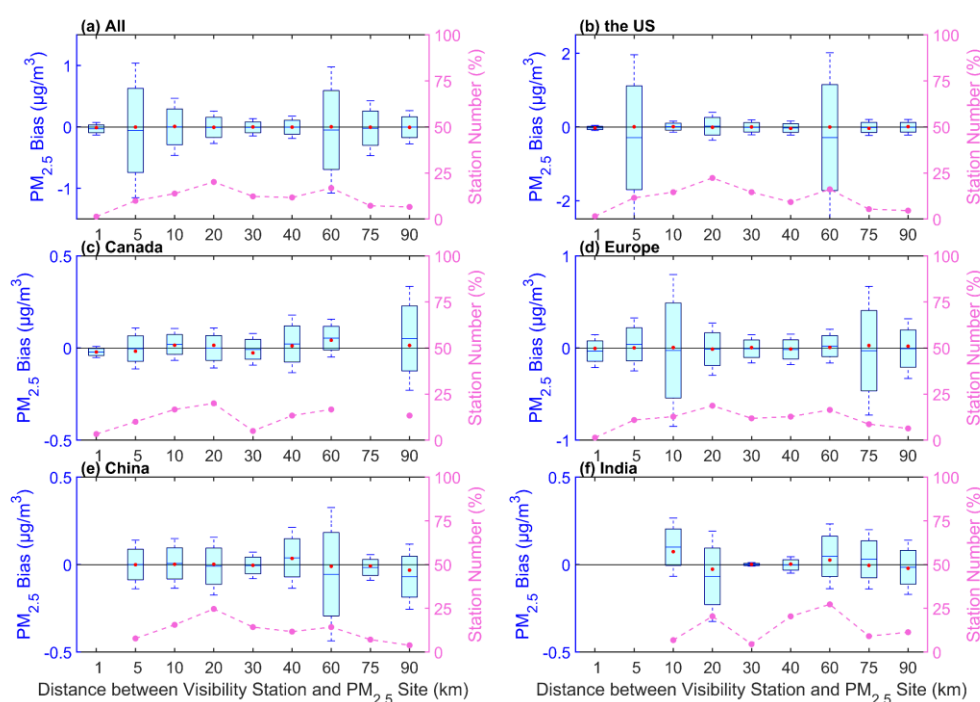 (a) All
(b) the US
PM2.5 Bias (μg/m³)
1
0
-1
100
75
50
25
0
Station Number (%)
1 5 10 20 30 40 60 75 90
PM2.5 Bias (μg/m³)
2
0
-2
100
75
50
25
0
Station Number (%)
1 5 10 20 30 40 60 75 90
(c) Canada
(d) Europe
PM2.5 Bias (μg/m³)
0.5
0
-0.5
100
75
50
25
0
Station Number (%)
1 5 10 20 30 40 60 75 90
PM2.5 Bias (μg/m³)
1
0
-1
100
75
50
25
0
Station Number (%)
1 5 10 20 30 40 60 75 90
(e) China
(f) India
PM2.5 Bias (μg/m³)
0.5
0
-0.5
100
75
50
25
0
Station Number (%)
1 5 10 20 30 40 60 75 90
Distance between Visibility Station and PM2.5 Site (km)
PM2.5 Bias (μg/m³)
0.5
0
-0.5
100
75
50
25
0
Station Number (%)
1 5 10 20 30 40 60 75 90
Distance between Visibility Station and PM2.5 Site (km)